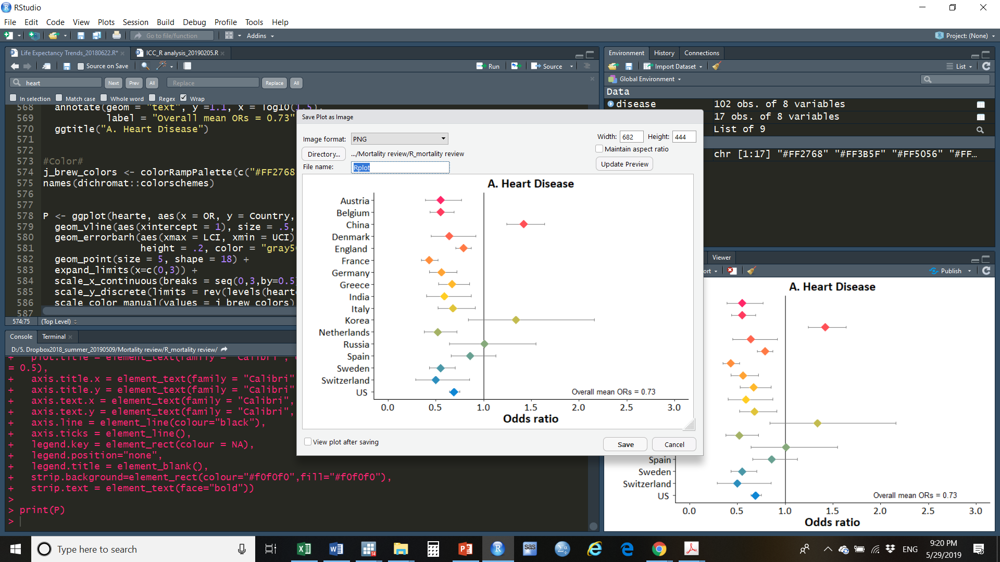 RStudio
File Edit Code View Plots Session Build Debug Profile Tools Help
Go to file/function Addins Project: (None)
Life Expectancy Trends_20180622.R* ICC_R analysis_20190205.R
Source on Save Run Source
heart Next Prev All Replace Replace All
In selection Match case Whole word Regex Wrap
568 annotate(geom = "text", y =1.1, x = log10(1.5),
569 label = "Overall mean ORs = 0.73"
570 ggtitle("A. Heart Disease")
571
572
573 #Color#
574 j_brew_colors <- colorRampPalette(c("#FF2768"
575 names(dichromat::colorschemes)
576
577
578 P <- ggplot(hearte, aes(x = OR, y = Country,
579 geom_vline(aes(xintercept = 1), size = .5,
580 geom_errorbarh(aes(xmax = LCI, xmin = UCI)
581 height = .2, color = "gray50
582 geom_point(size = 5, shape = 18) +
583 expand_limits(x=c(0,3)) +
584 scale_x_continuous(breaks = seq(0,3,by=0.5
585 scale_y_discrete(limits = rev(levels(hearte
586 scale_color_manual(values = j_brew_colors)
587
574:75 (Top Level)
Console Terminal
D:/5. Dropbox2018_summer_20190509/Mortality review/R_mortality review/
+ plot.title = element_text(family = "Calibri",
= 0.5),
+ axis.title.x = element_text(family = "Calibri"
+ axis.title.y = element_text(family = "Calibri"
+ axis.text.x = element_text(family = "Calibri",
+ axis.text.y = element_text(family = "Calibri",
+ axis.line = element_line(colour="black"),
+ axis.ticks = element_line(),
+ legend.key = element_rect(colour = NA),
+ legend.position="none",
+ legend.title = element_blank(),
+ strip.background=element_rect(colour="#f0f0f0",fill="#f0f0f0"),
+ strip.text = element_text(face="bold"))
>
> print(P)
>
Save Plot as Image
Image format: PNG
Directory... .../Mortality review/R_mortality review
File name: Rplot
Width: 682 Height: 444
Maintain aspect ratio
Update Preview
A. Heart Disease
Austria
Belgium
China
Denmark
England
France
Germany
Greece
India
Italy
Korea
Netherlands
Russia
Spain
Sweden
Switzerland
US
Overall mean ORs = 0.73
0.0 0.5 1.0 1.5 2.0 2.5 3.0
Odds ratio
View plot after saving
Save Cancel
Environment History Connections
Import Dataset List
Global Environment
Data
disease 102 obs. of 8 variables
17 obs. of 8 variables
List of 9
chr [1:17] "#FF2768" "#FF3B5F" "#FF5056" "#FF…
Viewer
ort Publish
A. Heart Disease
Spain
Sweden
Switzerland
US
Overall mean ORs = 0.73
0.0 0.5 1.0 1.5 2.0 2.5 3.0
Odds ratio
Type here to search
ENG
9:20 PM
5/29/2019